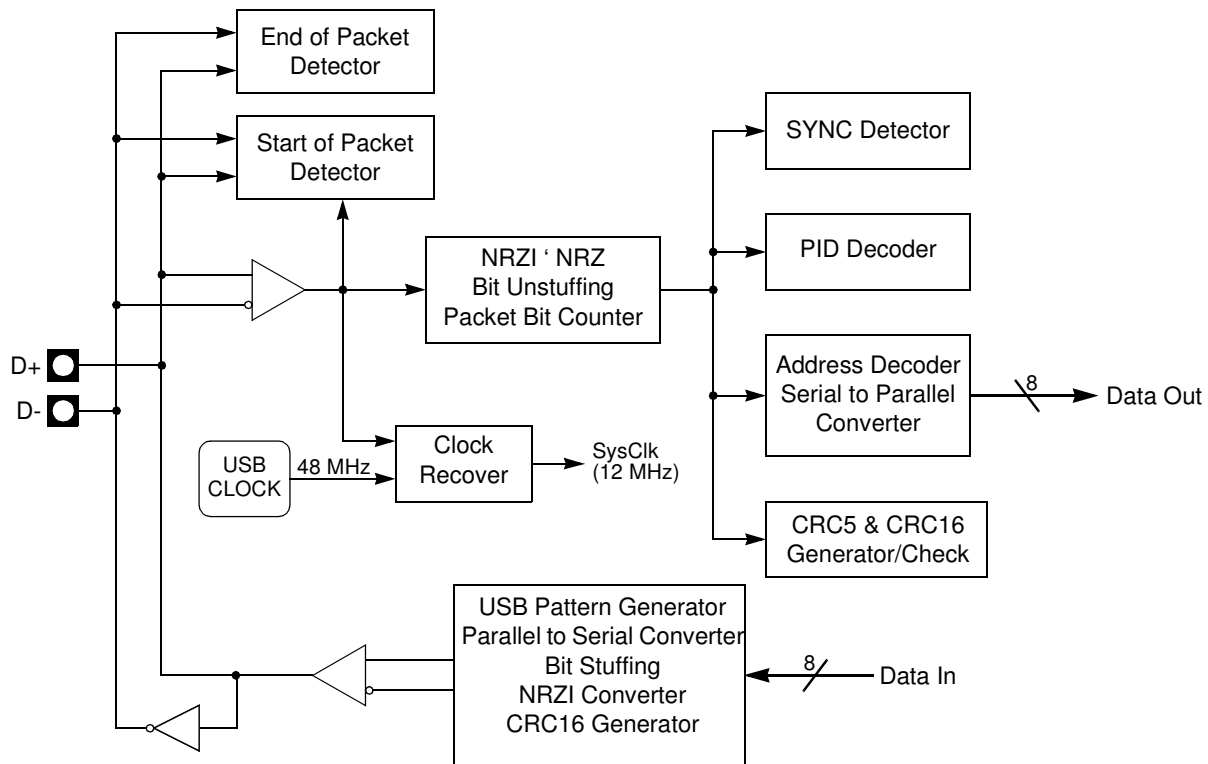 End of Packet
Detector
Start of Packet
Detector
SYNC Detector
NRZI ‘ NRZ
Bit Unstuffing
Packet Bit Counter
PID Decoder
D+
D-
Address Decoder
Serial to Parallel
Converter
8
Data Out
USB
CLOCK
48 MHz
Clock
Recover
SysClk
(12 MHz)
CRC5 & CRC16
Generator/Check
USB Pattern Generator
Parallel to Serial Converter
Bit Stuffing
NRZI Converter
CRC16 Generator
8
Data In